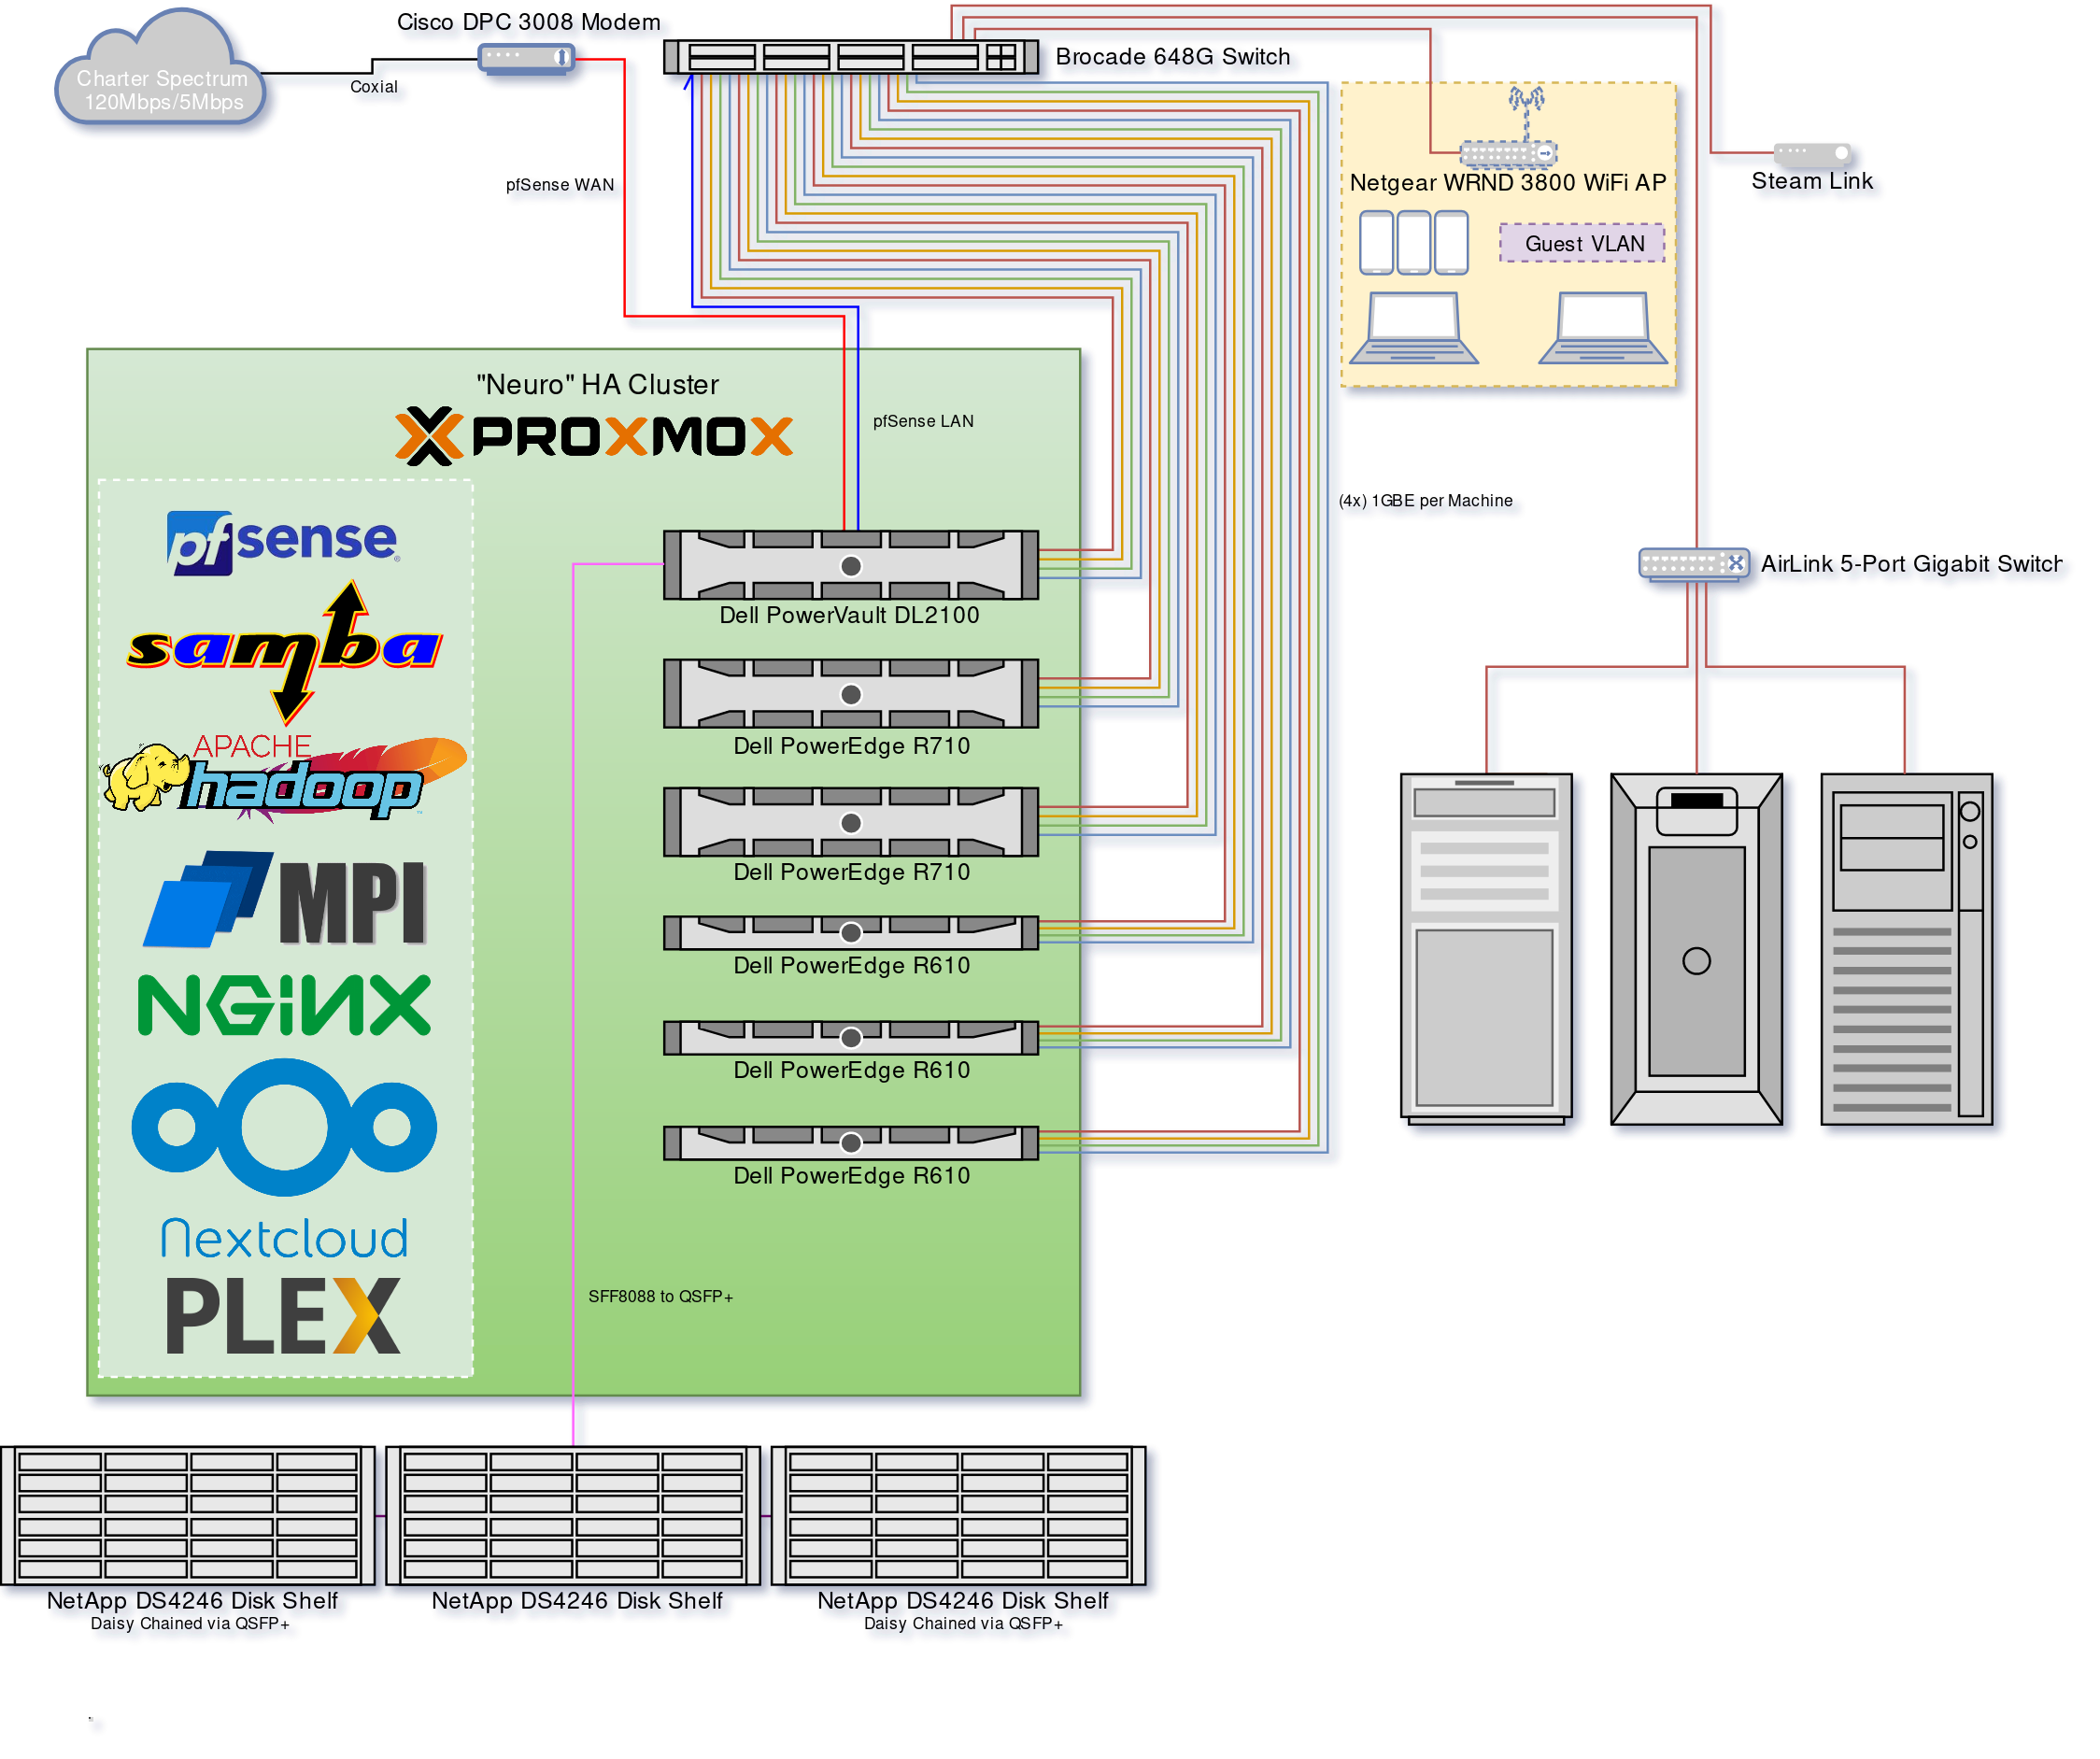 Cisco DPC 3008 Modem
Brocade 648G Switch
Charter Spectrum
120Mbps/5Mbps
Coxial
pfSense WAN
Netgear WRND 3800 WiFi AP
Steam Link
Guest VLAN
"Neuro" HA Cluster
PROXMOX
pfSense LAN
(4x) 1GBE per Machine
pfsense®
AirLink 5-Port Gigabit Switch
Dell PowerVault DL2100
samba
Dell PowerEdge R710
APACHE
hadoop
Dell PowerEdge R710
MPI
Dell PowerEdge R610
NGiNX
Dell PowerEdge R610
Dell PowerEdge R610
Nextcloud
PLEX
SFF8088 to QSFP+
NetApp DS4246 Disk Shelf
Daisy Chained via QSFP+
NetApp DS4246 Disk Shelf
NetApp DS4246 Disk Shelf
Daisy Chained via QSFP+